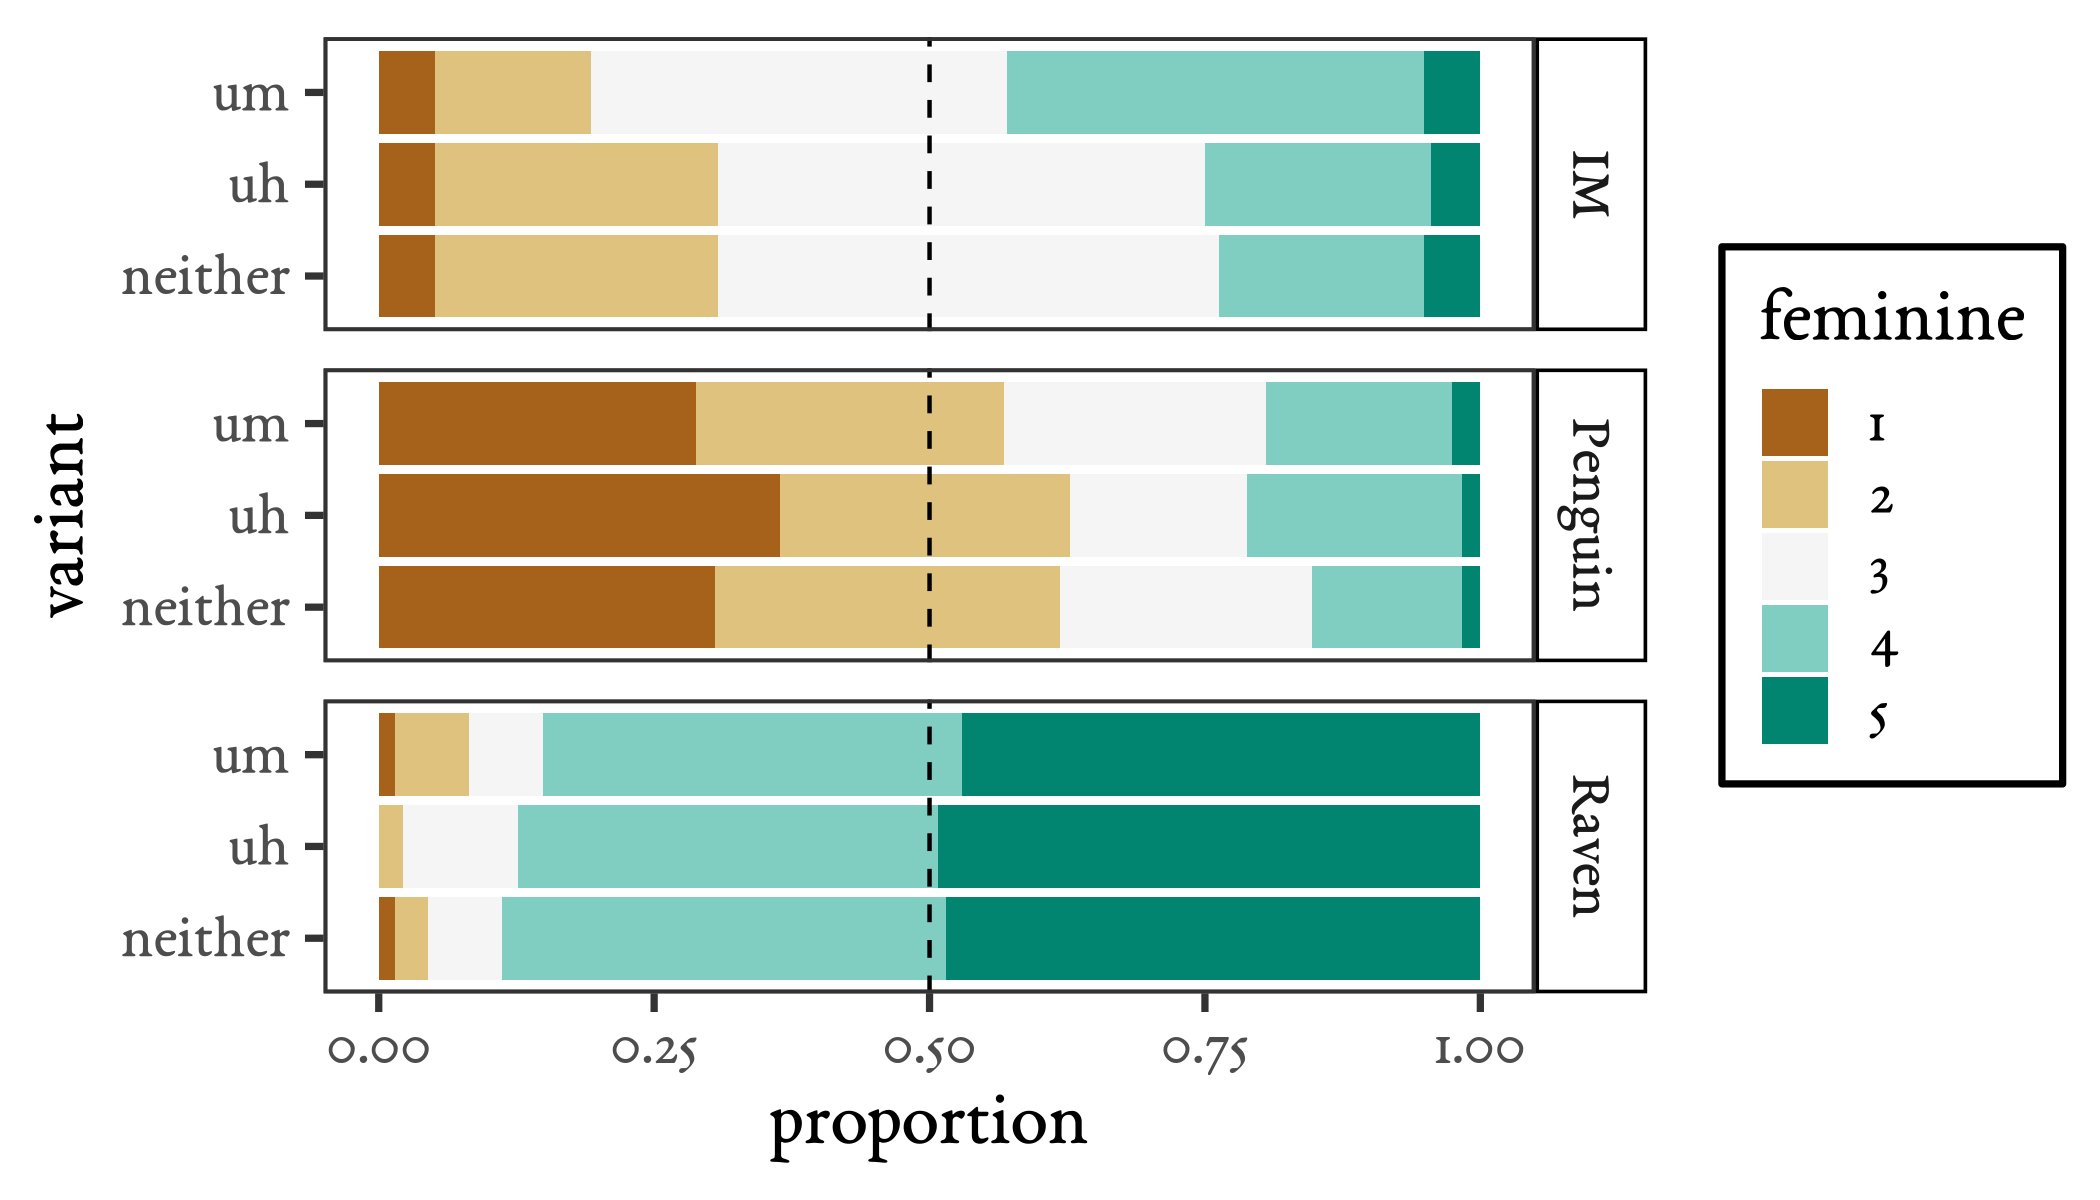 um
uh
neither
IM
um
uh
neither
Penguin
um
uh
neither
Raven
variant
0.00 0.25 0.50 0.75 1.00
proportion
feminine
1
2
3
4
5